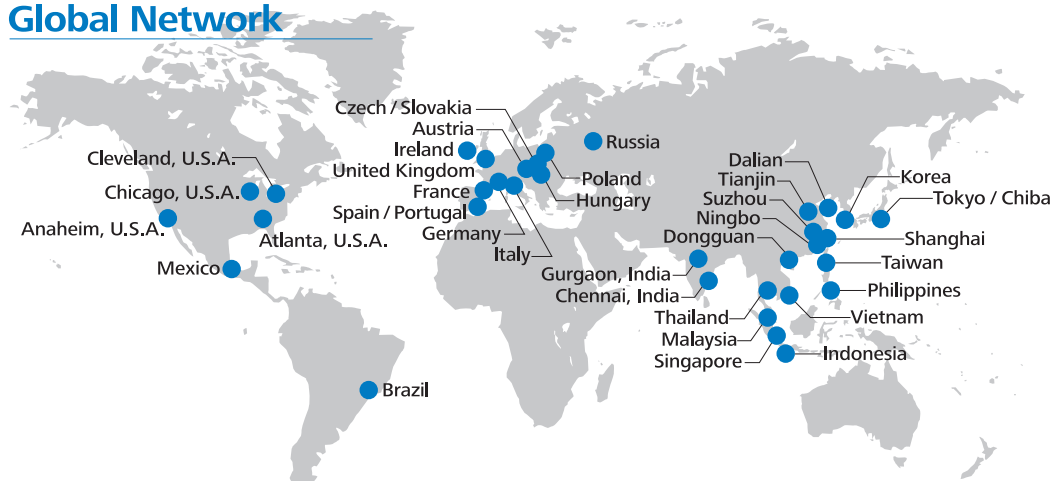 Global Network
Czech / Slovakia
Austria
Ireland
United Kingdom
France
Spain / Portugal
Germany
Italy
Poland
Hungary
Russia
Cleveland, U.S.A.
Chicago, U.S.A.
Anaheim, U.S.A.
Atlanta, U.S.A.
Mexico
Brazil
Dalian
Tianjin
Suzhou
Ningbo
Dongguan
Korea
Tokyo / Chiba
Shanghai
Taiwan
Gurgaon, India
Chennai, India
Philippines
Thailand
Vietnam
Malaysia
Singapore
Indonesia